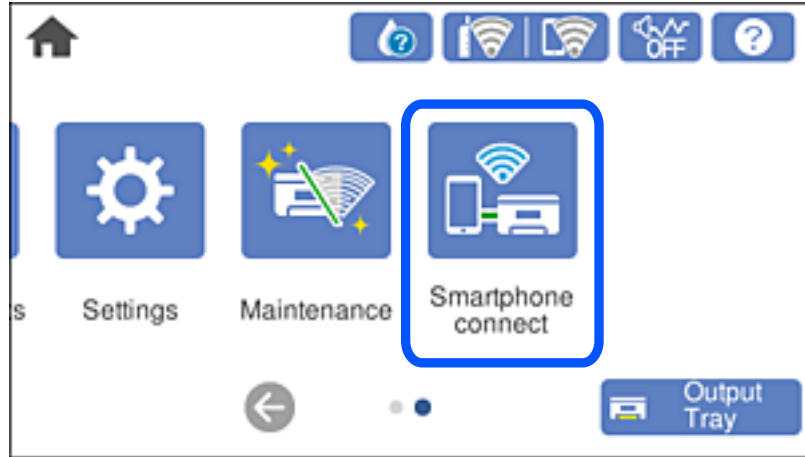 ?
OFF
?
s
Settings
Maintenance
Smartphone
connect
Output
Tray